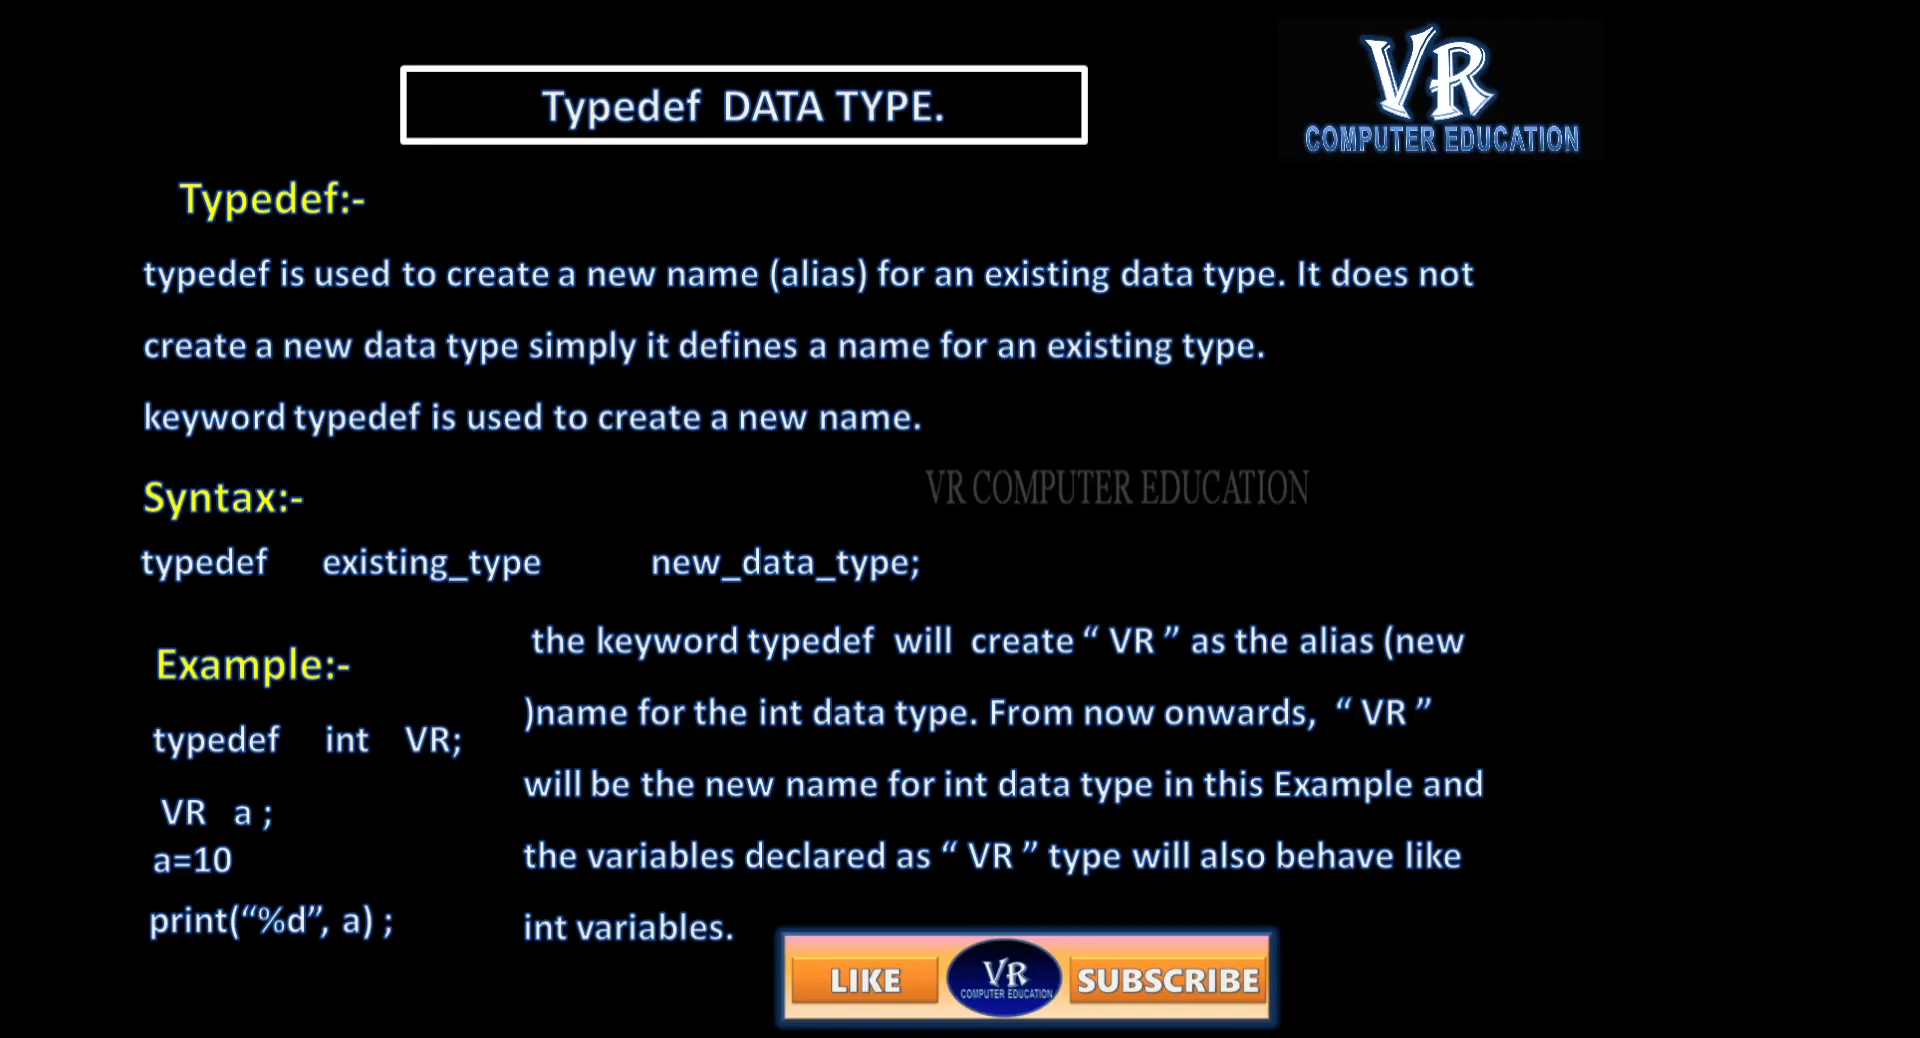 Typedef DATA TYPE.
VR
COMPUTER EDUCATION
Typedef:-
typedef is used to create a new name (alias) for an existing data type. It does not
create a new data type simply it defines a name for an existing type.
keyword typedef is used to create a new name.
VR COMPUTER EDUCATION
Syntax:-
typedef existing_type new_data_type;
Example:-
typedef int VR;
VR a ;
a=10
print(“%d”, a) ;
the keyword typedef will create “ VR ” as the alias (new
)name for the int data type. From now onwards, “ VR ”
will be the new name for int data type in this Example and
the variables declared as “ VR ” type will also behave like
int variables.
LIKE
VR
COMPUTER EDUCATION
SUBSCRIBE